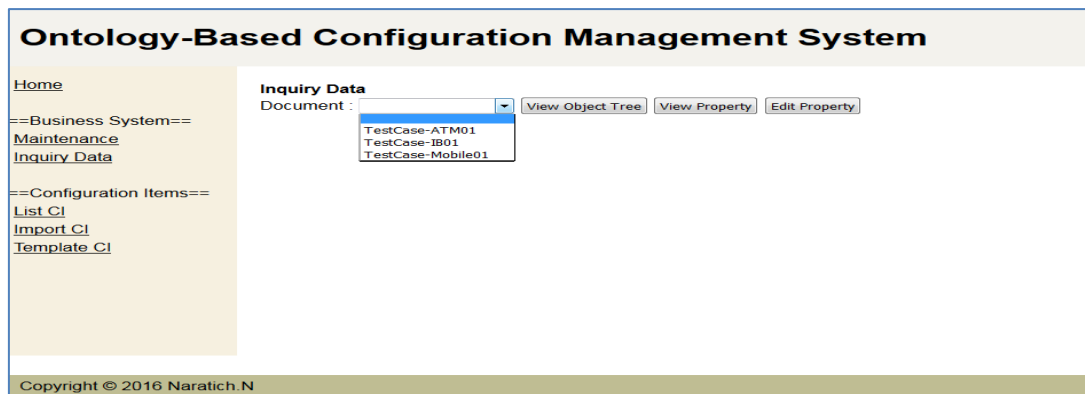 Ontology-Based Configuration Management System
Home
==Business System==
Maintenance
Inquiry Data
==Configuration Items==
List CI
Import CI
Template CI
Inquiry Data
Document : View Object Tree View Property Edit Property
TestCase-ATM01
TestCase-IB01
TestCase-Mobile01
Copyright © 2016 Naratich.N